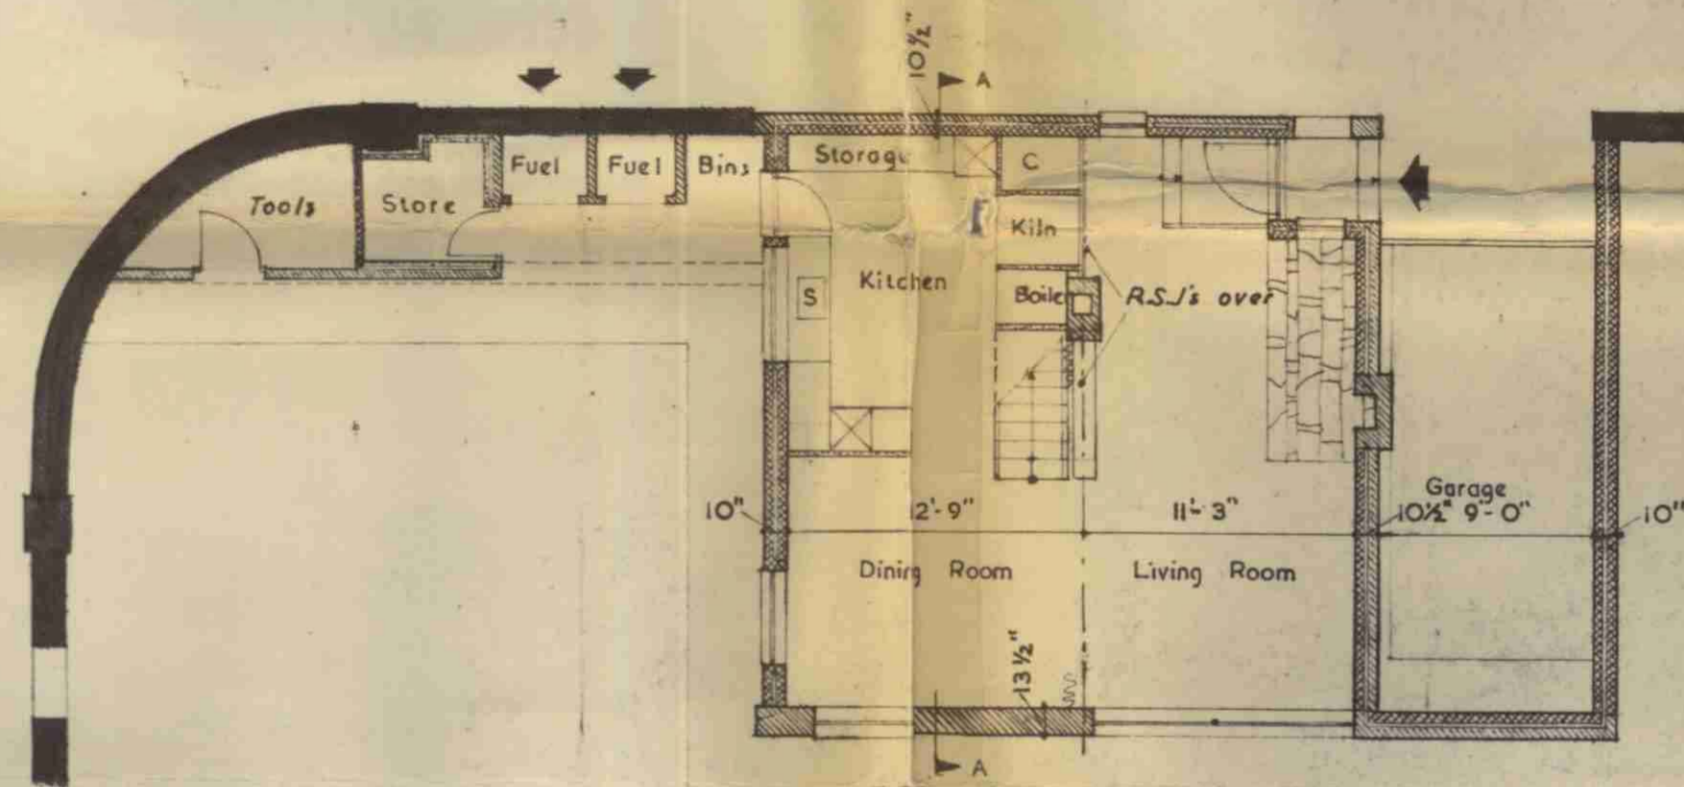 10½"
A
Storage
C
Fuel
Fuel
Bins
Tools
Store
Kiln
Kitchen
S
Boiler
R.S.J's over
Garage
10"
12'-9"
11'-3"
10½"
9'-0"
10"
Dining Room
Living Room
13½"
A